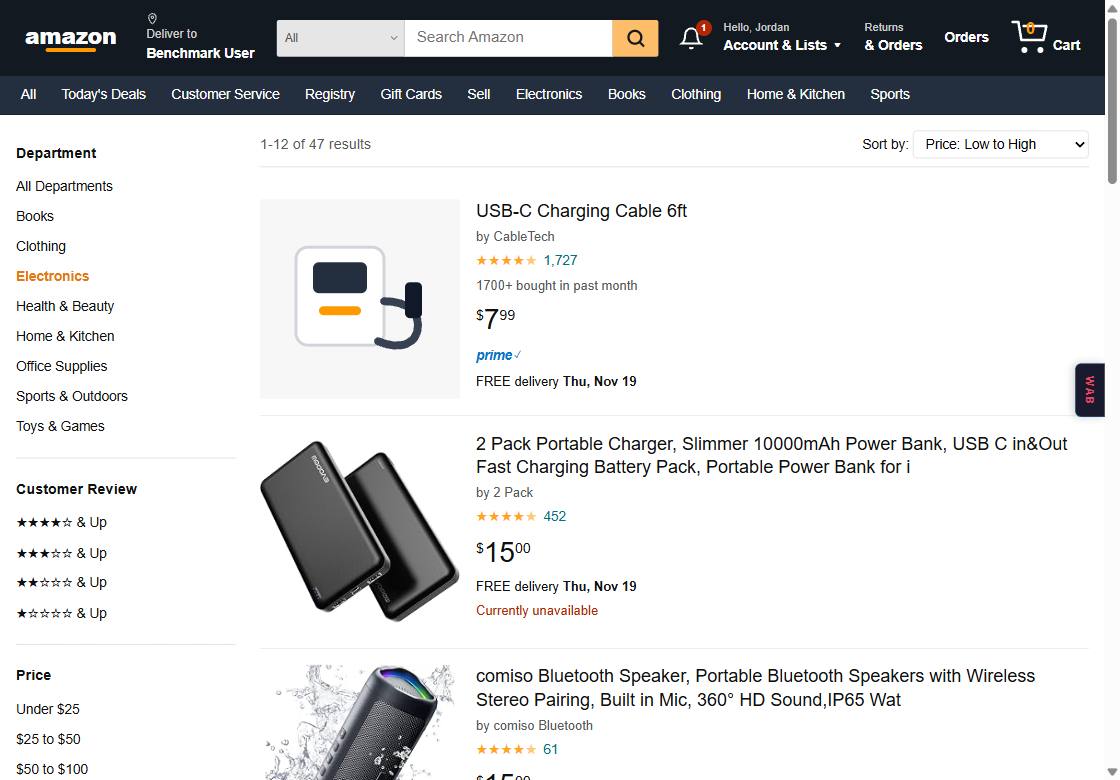 amazon
Deliver to
Benchmark User
All
Search Amazon
1
Hello, Jordan
Account & Lists
Returns
& Orders
Orders
0
Cart
All
Today's Deals
Customer Service
Registry
Gift Cards
Sell
Electronics
Books
Clothing
Home & Kitchen
Sports
Department
All Departments
Books
Clothing
Electronics
Health & Beauty
Home & Kitchen
Office Supplies
Sports & Outdoors
Toys & Games
Customer Review
★★★★☆ & Up
★★★☆☆ & Up
★★☆☆☆ & Up
★☆☆☆☆ & Up
Price
Under $25
$25 to $50
$50 to $100
1-12 of 47 results
Sort by: Price: Low to High
USB-C Charging Cable 6ft
by CableTech
1,727
1700+ bought in past month
$7.99
prime✓
FREE delivery Thu, Nov 19
2 Pack Portable Charger, Slimmer 10000mAh Power Bank, USB C in&Out
Fast Charging Battery Pack, Portable Power Bank for i
by 2 Pack
452
$15.00
FREE delivery Thu, Nov 19
Currently unavailable
comiso Bluetooth Speaker, Portable Bluetooth Speakers with Wireless
Stereo Pairing, Built in Mic, 360° HD Sound,IP65 Wat
by comiso Bluetooth
61
$15.00
WAB